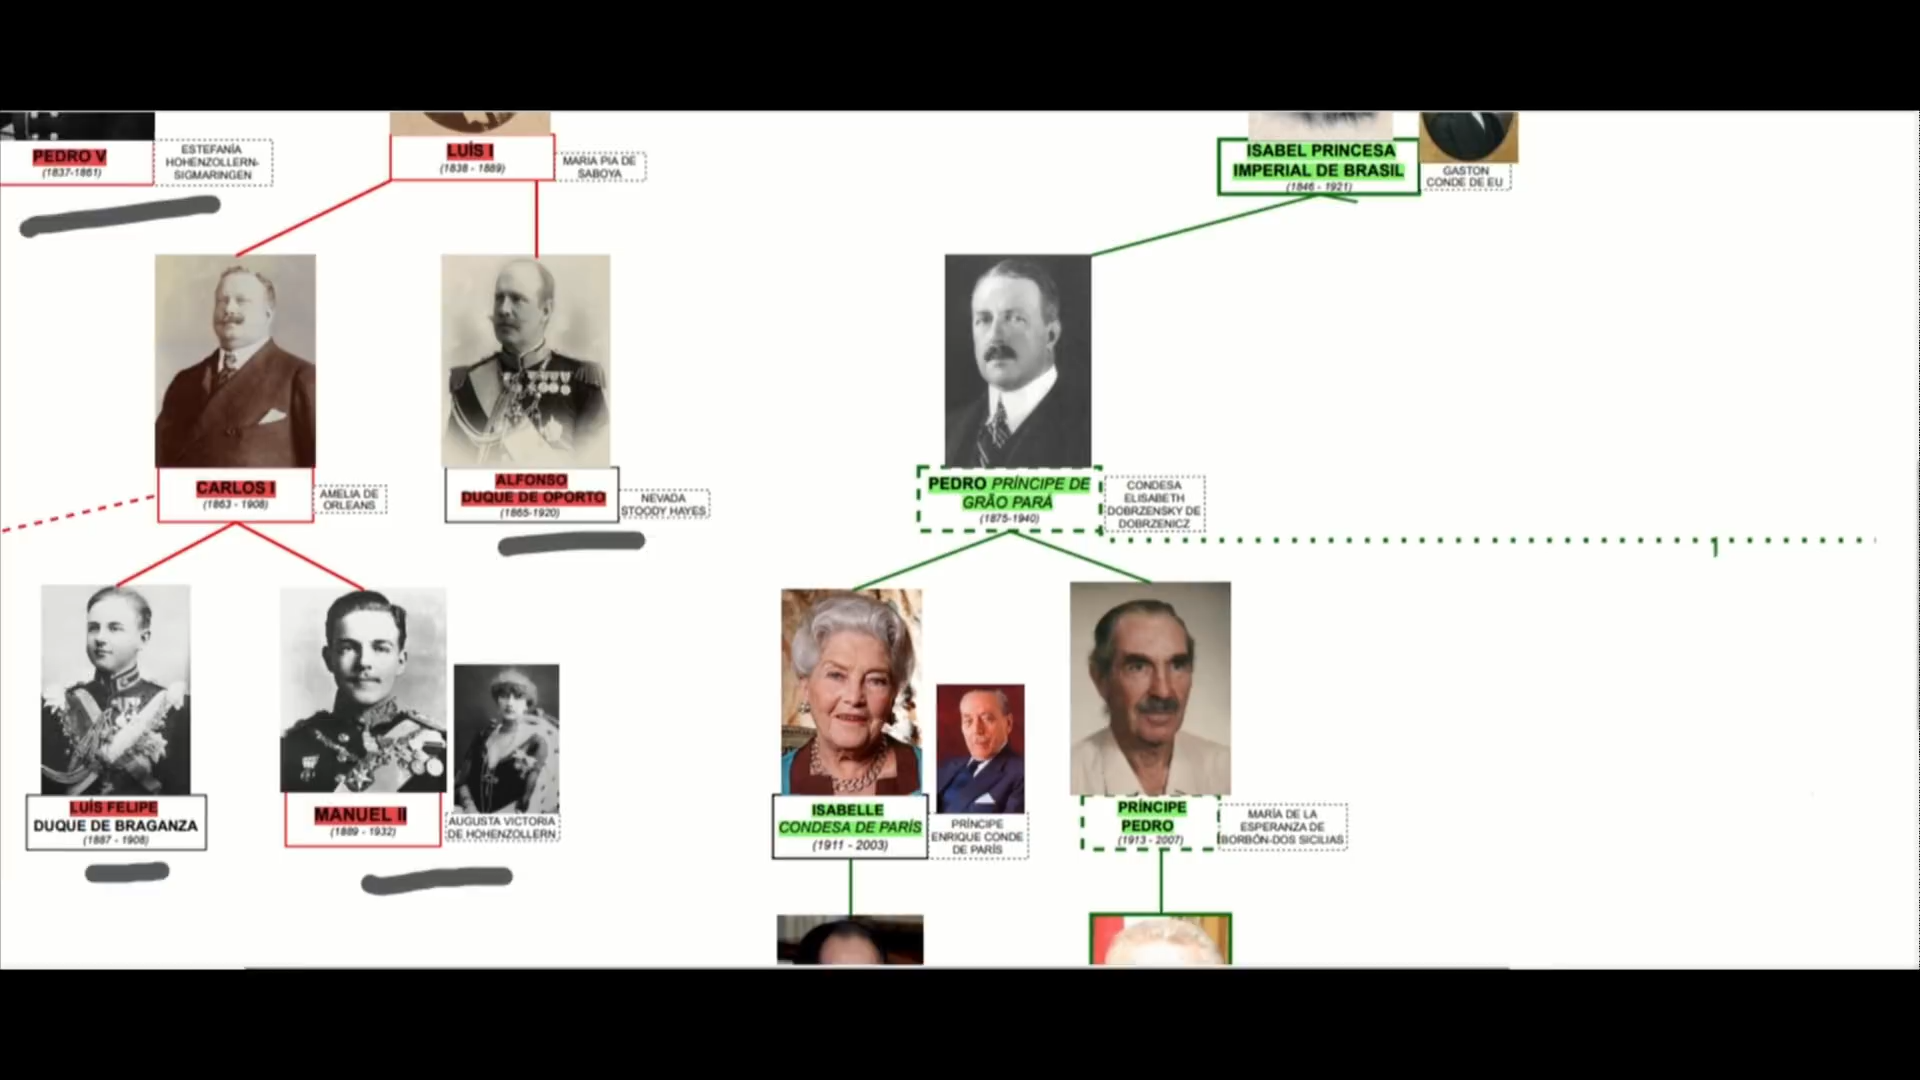 PEDRO V
(1837-1861)
ESTEFANÍA
HOHENZOLLERN-
SIGMARINGEN
LUÍS I
(1838 - 1889)
MARIA PIA DE
SABOYA
ISABEL PRINCESA
IMPERIAL DE BRASIL
(1846 - 1921)
GASTON
CONDE DE EU
CARLOS I
(1863 - 1908)
AMELIA DE
ORLEANS
ALFONSO
DUQUE DE OPORTO
(1865-1920)
NEVADA
STOODY HAYES
PEDRO PRÍNCIPE DE
GRÃO PARÁ
(1875-1940)
CONDESA
ELISABETH
DOBRZENSKY DE
DOBRZENICZ
LUÍS FELIPE
DUQUE DE BRAGANZA
(1887 - 1908)
MANUEL II
(1889 - 1932)
AUGUSTA VICTORIA
DE HOHENZOLLERN
ISABELLE
CONDESA DE PARÍS
(1911 - 2003)
PRÍNCIPE
ENRIQUE CONDE
DE PARÍS
PRÍNCIPE
PEDRO
(1913 - 2007)
MARÍA DE LA
ESPERANZA DE
BORBÓN-DOS SICILIAS